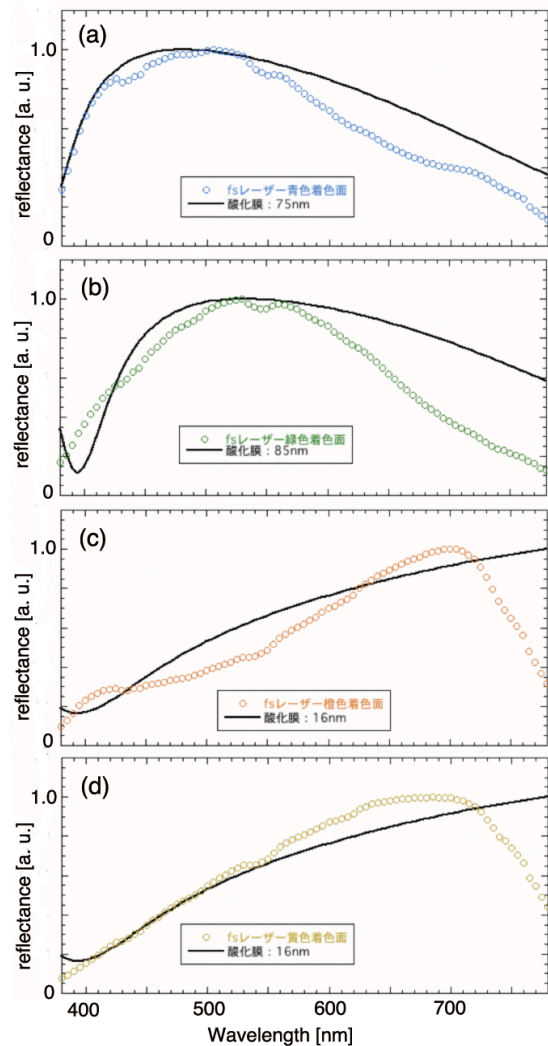 (a)
1.0
reflectance [a. u.]
0
fsレーザー青色着色面
酸化膜：75nm
(b)
1.0
reflectance [a. u.]
0
fsレーザー緑色着色面
酸化膜：85nm
(c)
1.0
reflectance [a. u.]
0
fsレーザー橙色着色面
酸化膜：16nm
(d)
1.0
reflectance [a. u.]
0
fsレーザー黄色着色面
酸化膜：16nm
400 500 600 700
Wavelength [nm]